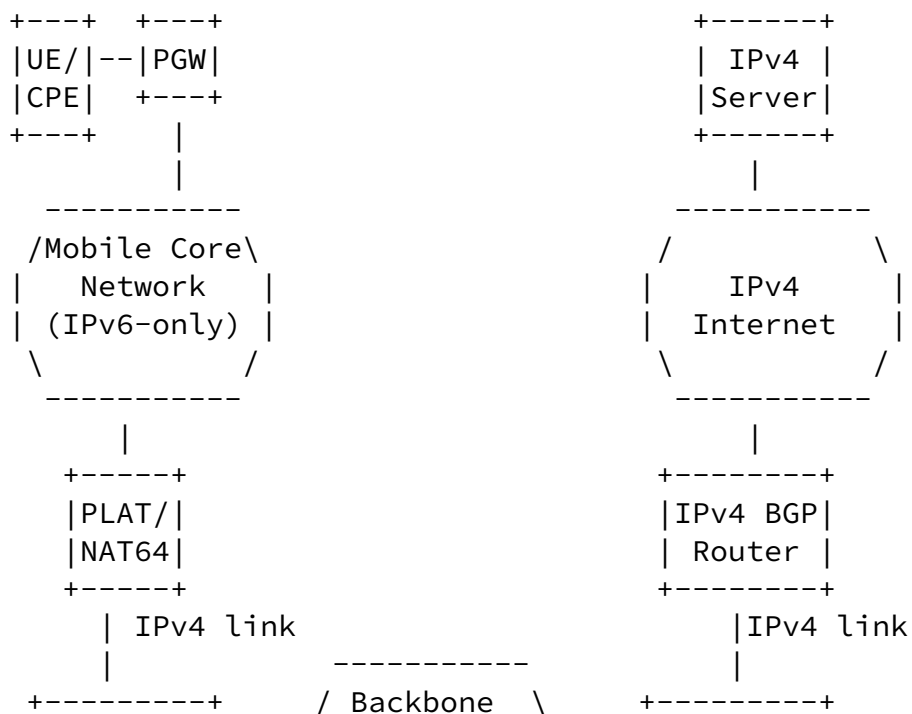 +---+  +---+                             +------+
|UE/|--|PGW|                             | IPv4 |
|CPE|  +---+                             |Server|
+---+    |                               +------+
         |                                  |
  -----------                           -----------
 /Mobile Core\                         /           \
|   Network   |                       |    IPv4     |
| (IPv6-only) |                       |  Internet   |
 \           /                         \           /
  -----------                           -----------
      |                                     |
   +-----+                             +--------+
   |PLAT/|                             |IPv4 BGP|
   |NAT64|                             | Router |
   +-----+                             +--------+
     | IPv4 link                           |IPv4 link
     |             -----------             |
 +---------+      / Backbone  \      +---------+